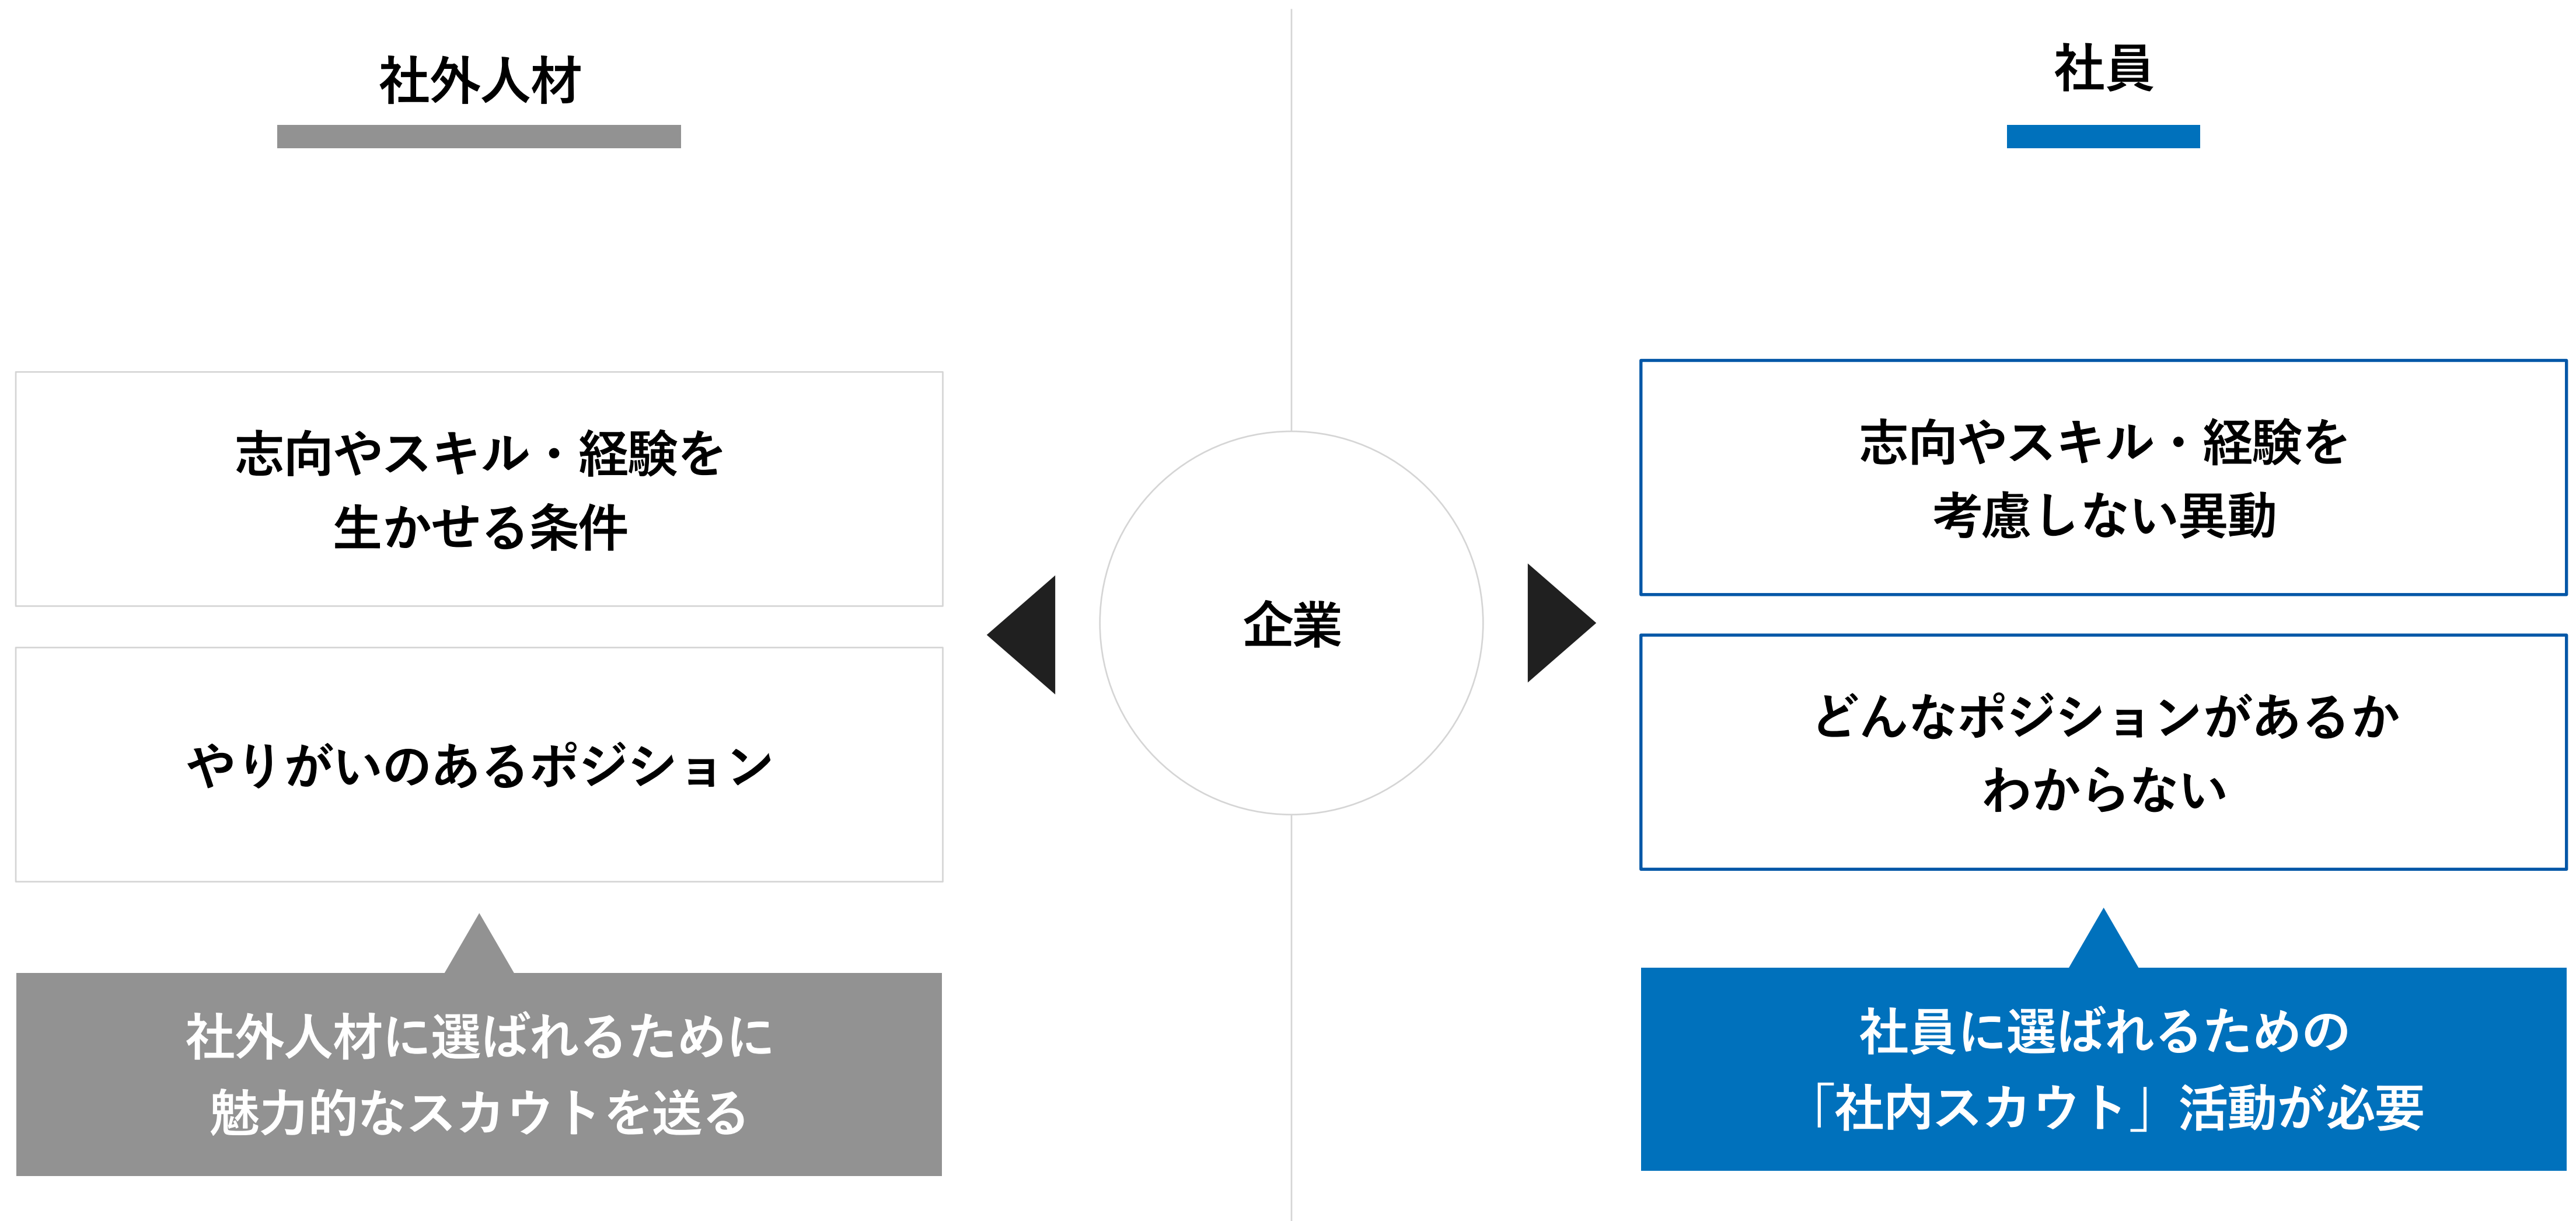 社外人材
志向やスキル・経験を
生かせる条件
やりがいのあるポジション
社外人材に選ばれるために
魅力的なスカウトを送る
企業
社員
志向やスキル・経験を
考慮しない異動
どんなポジションがあるか
わからない
社員に選ばれるための
「社内スカウト」活動が必要